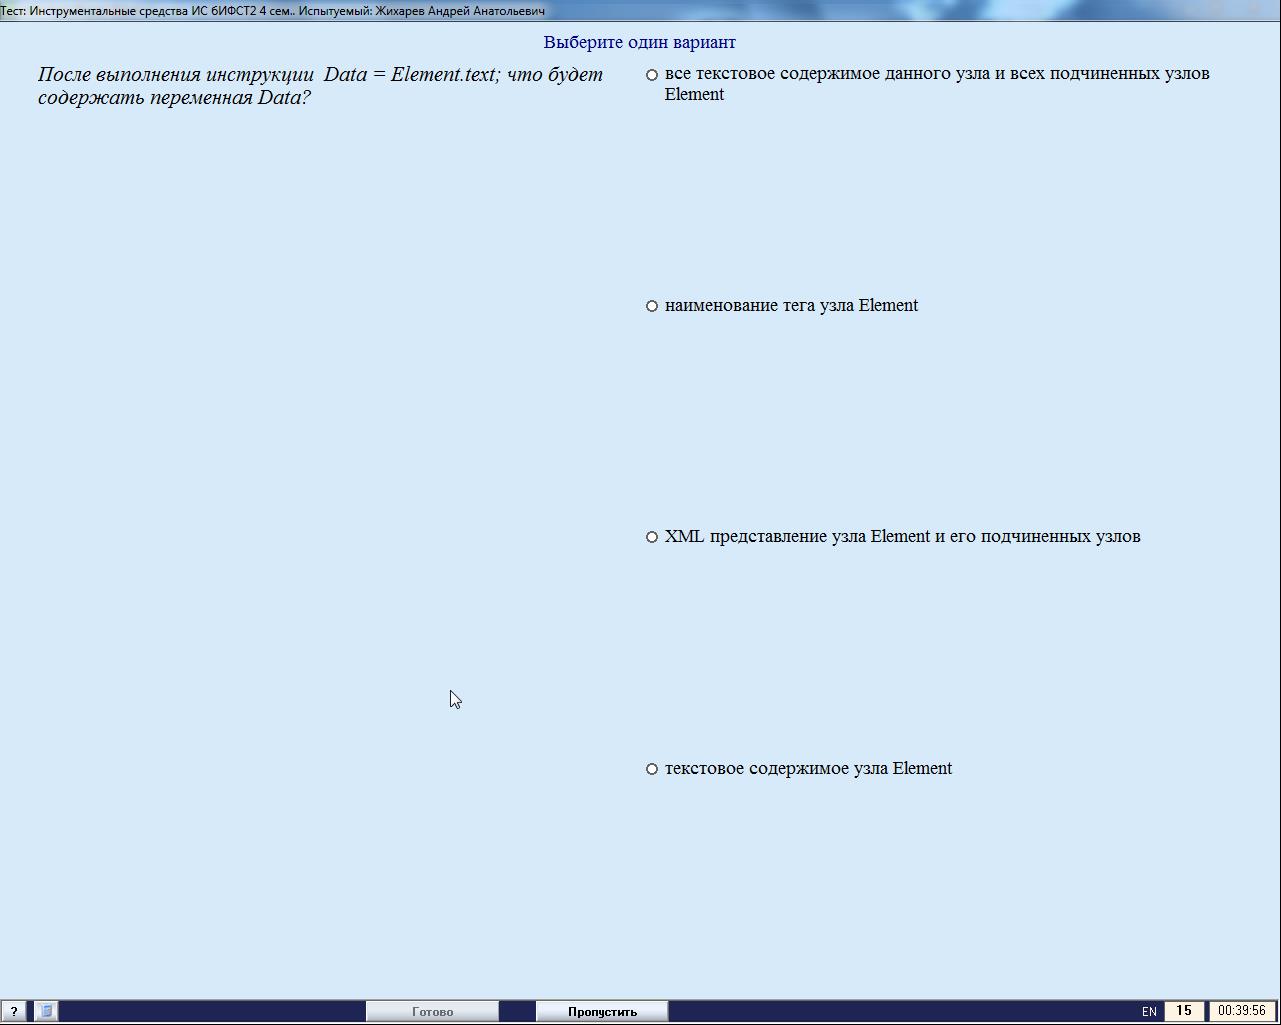 Тест: Инструментальные средства ИС бИФСТ2 4 сем.. Испытуемый: Жихарев Андрей Анатольевич
Выберите один вариант
После выполнения инструкции Data = Element.text; что будет
содержать переменная Data?
все текстовое содержимое данного узла и всех подчиненных узлов
Element
наименование тега узла Element
XML представление узла Element и его подчиненных узлов
текстовое содержимое узла Element
?
Готово
Пропустить
EN
15
00:39:56